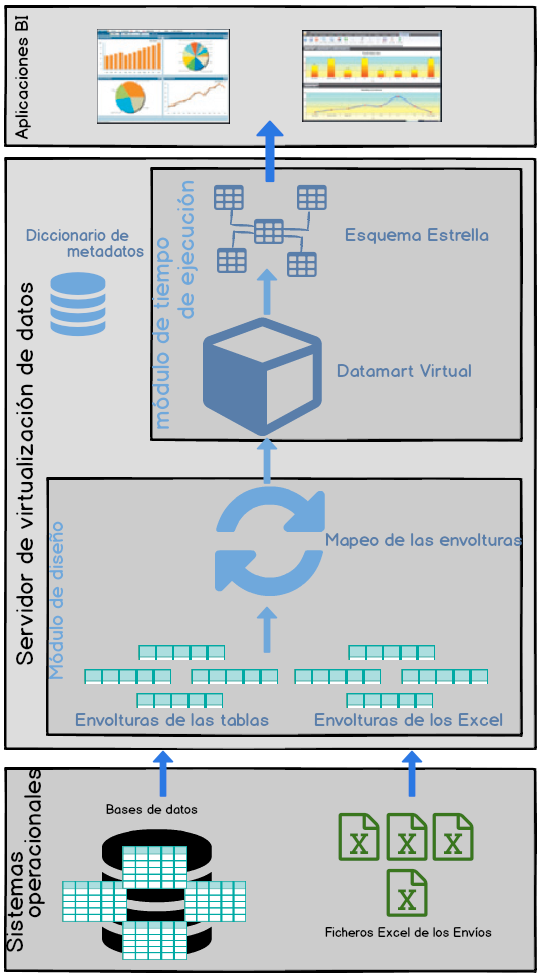 Aplicaciones BI
Servidor de virtualización de datos
Diccionario de
metadatos
módulo de tiempo
de ejecución
Esquema Estrella
Datamart Virtual
Módulo de diseño
Mapeo de las envolturas
Envolturas de las tablas
Envolturas de los Excel
Sistemas
operacionales
Bases de datos
X
X
X
X
Ficheros Excel de los Envíos